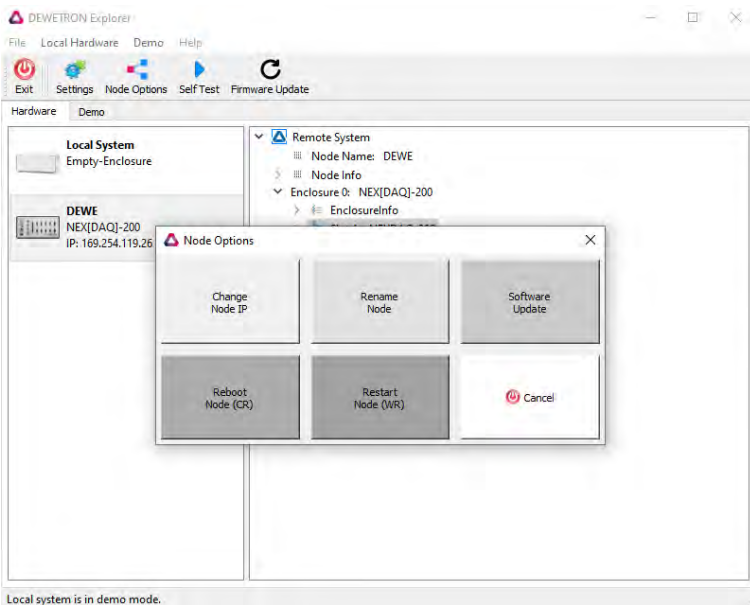 DEWETRON Explorer
File Local Hardware Demo Help
Exit Settings Node Options Self Test Firmware Update
Hardware Demo
Local System
Empty-Enclosure
DEWE
NEX[DAQ]-200
IP: 169.254.119.26
Remote System
Node Name: DEWE
Node Info
Enclosure 0: NEX[DAQ]-200
EnclosureInfo
Node Options
Change
Node IP
Rename
Node
Software
Update
Reboot
Node (CR)
Restart
Node (WR)
Cancel
Local system is in demo mode.